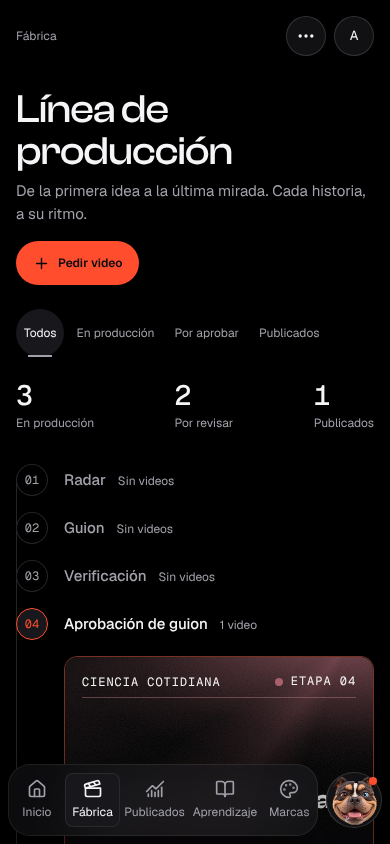 Fábrica
A
Línea de
producción
De la primera idea a la última mirada. Cada historia,
a su ritmo.
Pedir video
Todos En producción Por aprobar Publicados
3 2 1
En producción Por revisar Publicados
01 Radar Sin videos
02 Guion Sin videos
03 Verificación Sin videos
04 Aprobación de guion 1 video
CIENCIA COTIDIANA ETAPA 04
Inicio Fábrica Publicados Aprendizaje Marcas